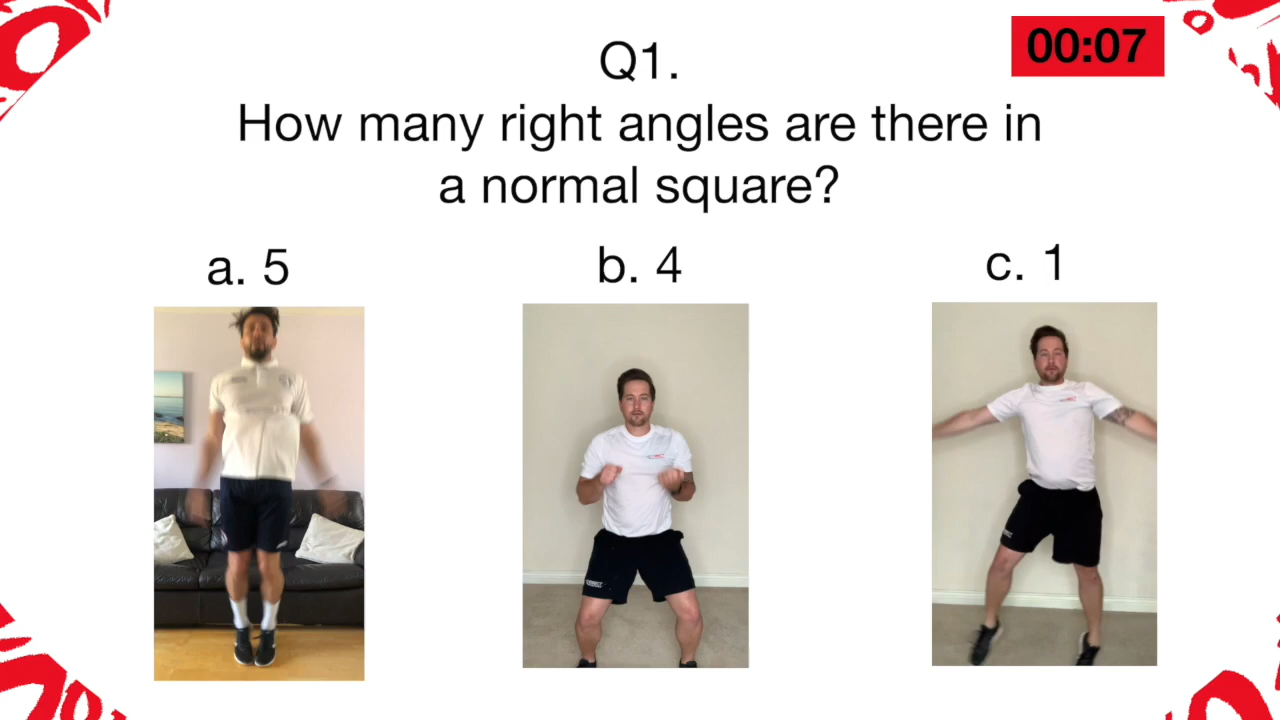 00:07
Q1.
How many right angles are there in
a normal square?
a. 5
b. 4
c. 1